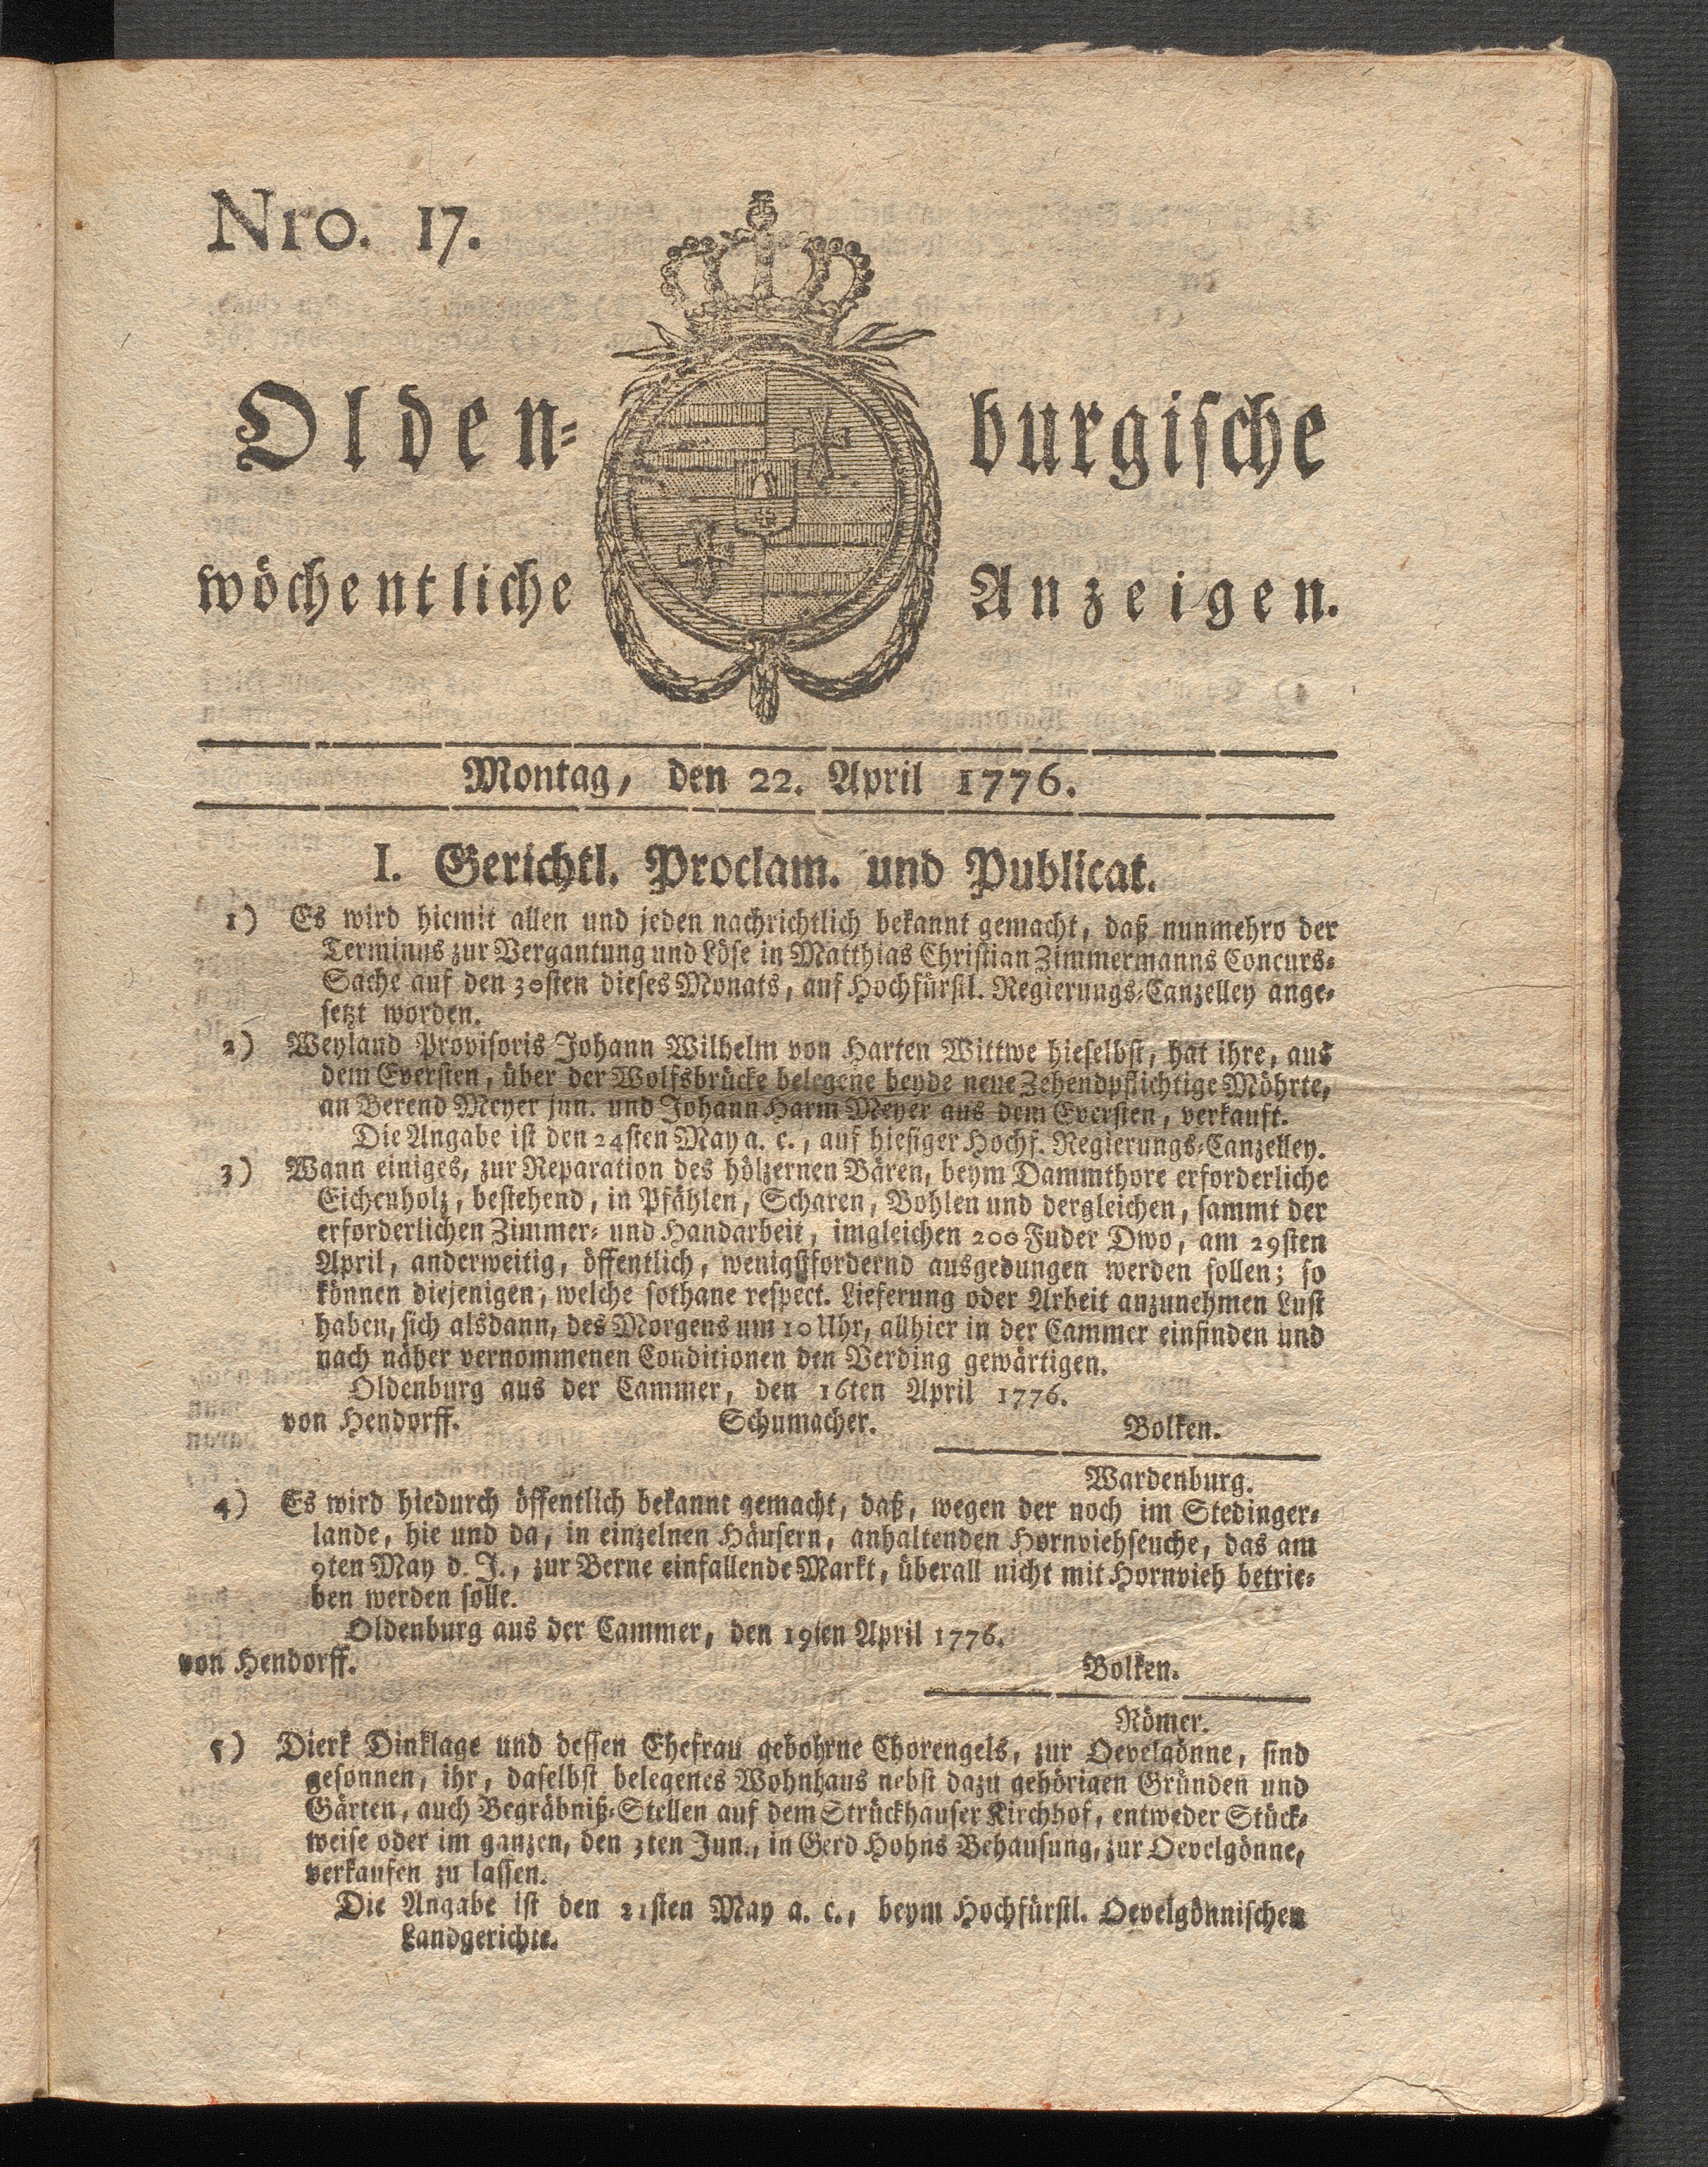 Nro. 17.
Olden-burgische
wöchentliche Anzeigen.
Montag, den 22. April 1776.
I. Gerichtl. Proclam. und Publicat.
1) Es wird hiemit allen und jeden nachrichtlich bekannt gemacht, daß nunmehro der
Terminus zur Vergantung und Löse in Matthias Christian Zimmermanns Concurs-
Sache auf den 30sten dieses Monats, auf Hochfürstl. Regierungs-Canzelley ange-
setzt worden.
2) Weyland Provisoris Johann Wilhelm von Harten Wittwe hieselbst, hat ihre, aus
dem Eversten, über der Wolfsbrücke belegene beyde neue Zehendpflichtige Möhrte,
an Berend Meyer jun. und Johann Harm Meyer aus dem Eversten, verkauft.
Die Angabe ist den 24sten May a. c., auf hiesiger Hochf. Regierungs-Canzelley.
3) Wann einiges, zur Reparation des hölzernen Bären, beym Dammthore erforderliche
Eichenholz, bestehend, in Pfählen, Scharen, Bohlen und dergleichen, sammt der
erforderlichen Zimmer- und Handarbeit, imgleichen 200 Fuder Dwo, am 29sten
April, anderweitig, öffentlich, wenigstfordernd ausgedungen werden sollen; so
können diejenigen, welche sothane respect. Lieferung oder Arbeit anzunehmen Lust
haben, sich alsdann, des Morgens um 10 Uhr, allhier in der Cammer einfinden und
nach näher vernommenen Conditionen den Verding gewärtigen.
Oldenburg aus der Cammer, den 16ten April 1776.
von Hendorff. Schumacher. Bolken.
Wardenburg.
4) Es wird hiedurch öffentlich bekannt gemacht, daß, wegen der noch im Stedinger-
lande, hie und da, in einzelnen Häusern, anhaltenden Hornviehseuche, das am
9ten May d. J., zur Berne einfallende Markt, überall nicht mit Hornvieh betrie-
ben werden solle.
Oldenburg aus der Cammer, den 19ten April 1776.
von Hendorff. Bolken.
Römer.
5) Dierk Dinklage und dessen Ehefrau gebohrne Chorengels, zur Oevelgönne, sind
gesonnen, ihr, daselbst belegenes Wohnhaus nebst dazu gehörigen Gründen und
Gärten, auch Begräbniß-Stellen auf dem Strückhauser Kirchhof, entweder Stück-
weise oder im ganzen, den 3ten Jun., in Gerd Hohns Behausung, zur Oevelgönne,
verkaufen zu lassen.
Die Angabe ist den 21sten May a. c., beym Hochfürstl. Oevelgönnischen
Landgerichte.